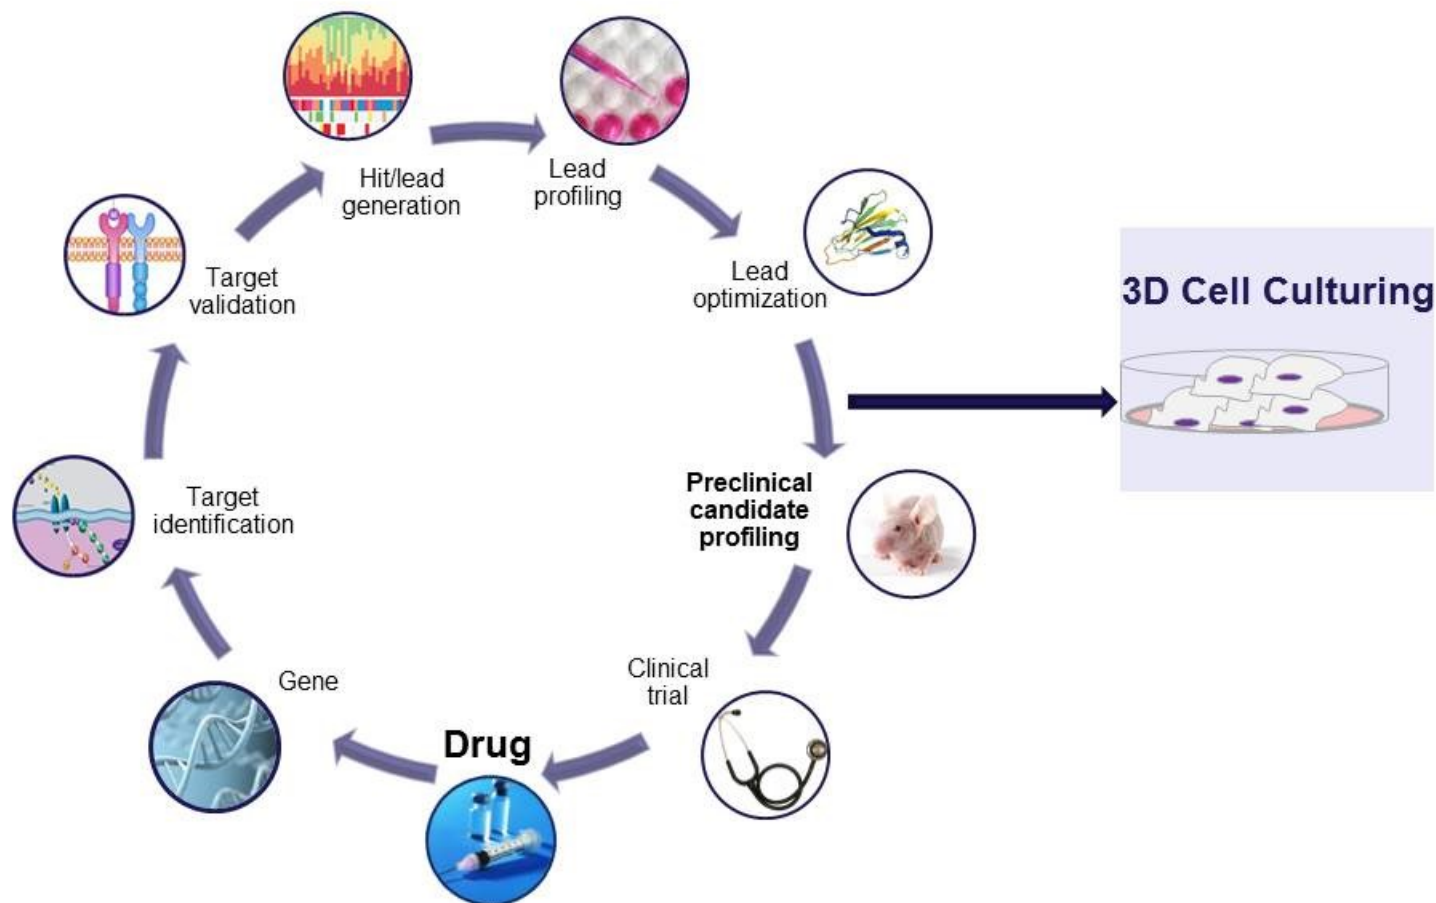 Hit/lead
generation
Lead
profiling
Lead
optimization
Target
validation
3D Cell Culturing
Target
identification
Preclinical
candidate
profiling
Gene
Clinical
trial
Drug